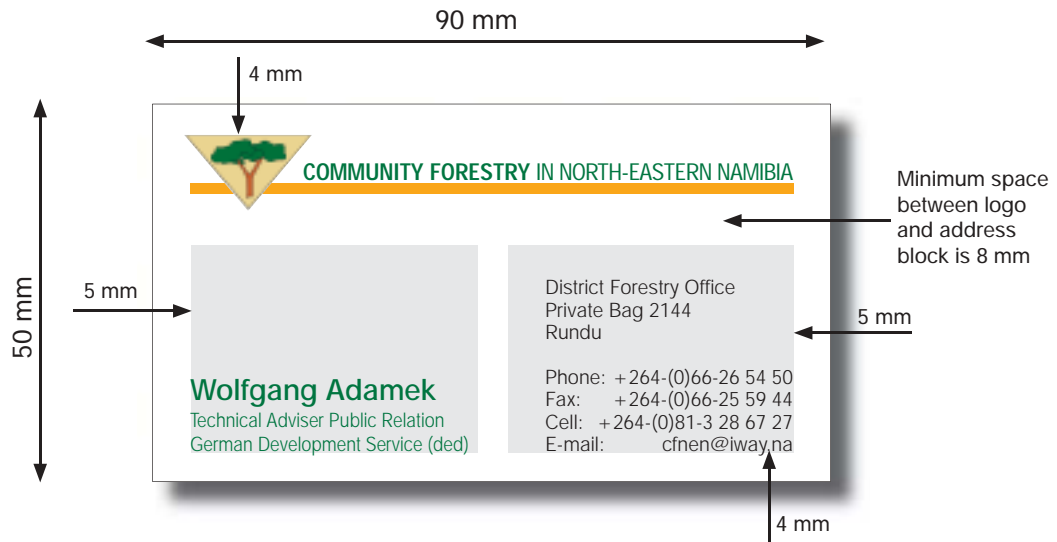 90 mm
4 mm
COMMUNITY FORESTRY IN NORTH-EASTERN NAMIBIA
Minimum space
between logo
and address
block is 8 mm
50 mm
5 mm
5 mm
Wolfgang Adamek
Technical Adviser Public Relation
German Development Service (ded)
District Forestry Office
Private Bag 2144
Rundu
Phone: +264-(0)66-26 54 50
Fax: +264-(0)66-25 59 44
Cell: +264-(0)81-3 28 67 27
E-mail: cfnen@iway.na
4 mm